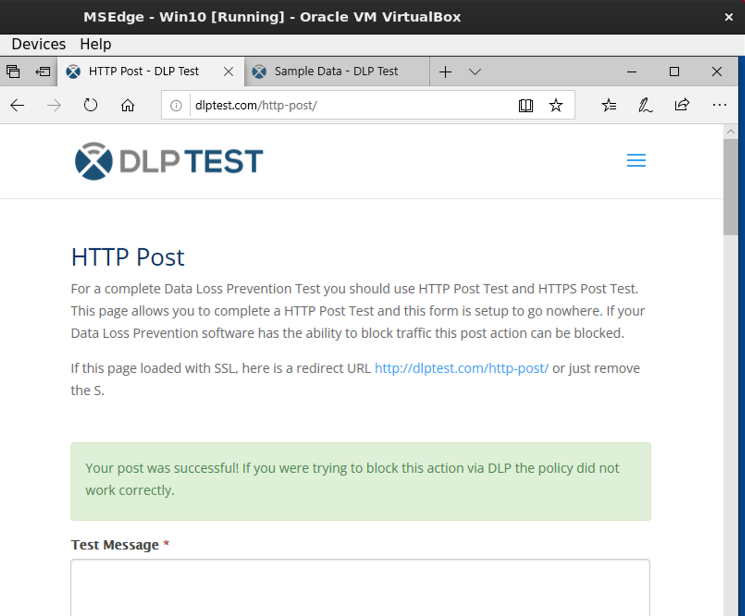 MSEdge - Win10 [Running] - Oracle VM VirtualBox
Devices Help
HTTP Post - DLP Test
Sample Data - DLP Test
dlptest.com/http-post/
DLP TEST
HTTP Post
For a complete Data Loss Prevention Test you should use HTTP Post Test and HTTPS Post Test.
This page allows you to complete a HTTP Post Test and this form is setup to go nowhere. If your
Data Loss Prevention software has the ability to block traffic this post action can be blocked.
If this page loaded with SSL, here is a redirect URL http://dlptest.com/http-post/ or just remove
the S.
Your post was successful! If you were trying to block this action via DLP the policy did not
work correctly.
Test Message *